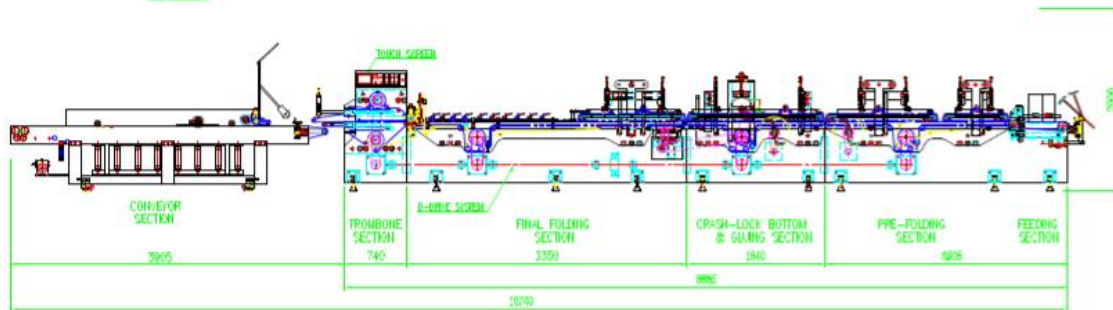 TOUCH SCREEN
D-DRIVE SYSTEM
CONVEYOR
SECTION
TROMBONE
SECTION
FINAL FOLDING
SECTION
CRASH-LOCK BOTTOM
& GLUING SECTION
PRE-FOLDING
SECTION
FEEDING
SECTION
3905
740
3350
1840